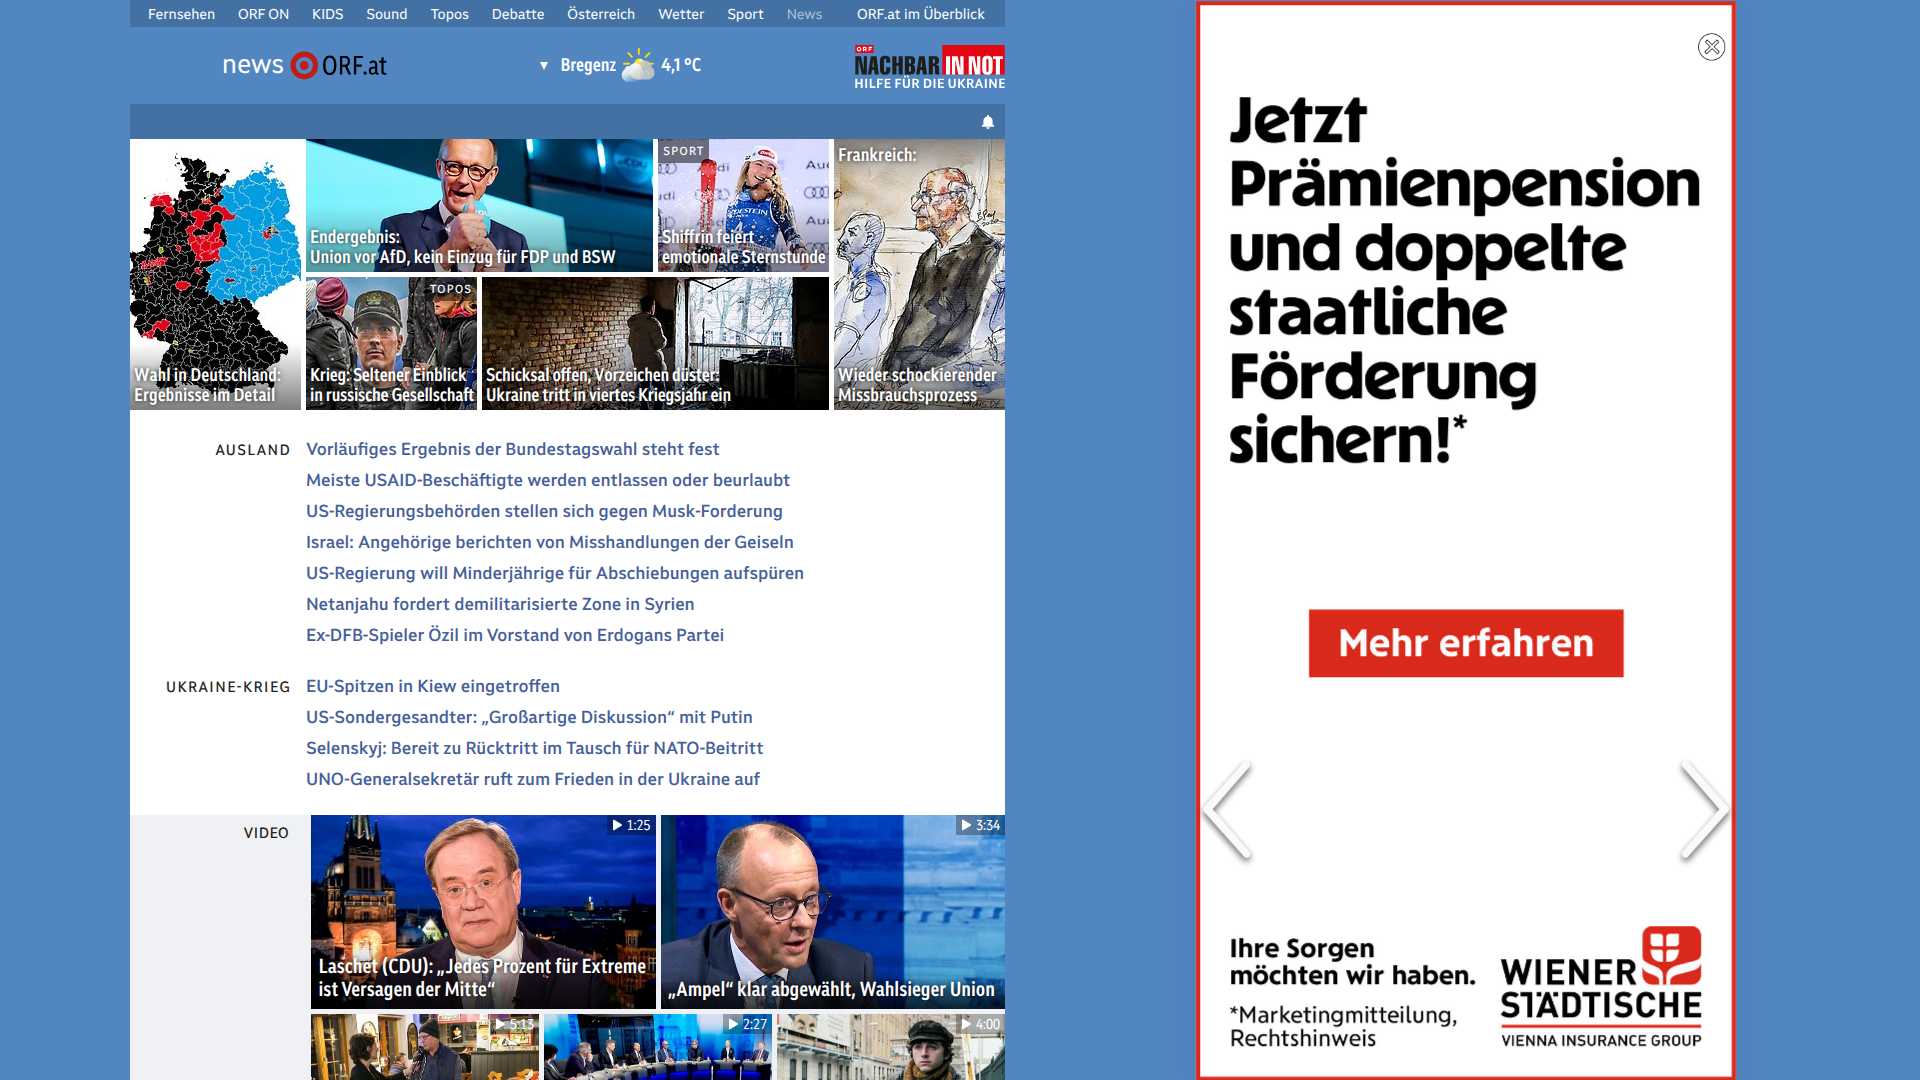 Fernsehen ORF ON KIDS Sound Topos Debatte Österreich Wetter Sport News ORF.at im Überblick
news ORF.at
▼ Bregenz 4,1 °C
ORF
NACHBAR IN NOT
HILFE FÜR DIE UKRAINE
Wahl in Deutschland:
Ergebnisse im Detail
Endergebnis:
Union vor AfD, kein Einzug für FDP und BSW
SPORT
Shiffrin feiert
emotionale Sternstunde
Frankreich:
Wieder schockierender
Missbrauchsprozess
TOPOS
Krieg: Seltener Einblick
in russische Gesellschaft
Schicksal offen, Vorzeichen düster:
Ukraine tritt in viertes Kriegsjahr ein
AUSLAND
Vorläufiges Ergebnis der Bundestagswahl steht fest
Meiste USAID-Beschäftigte werden entlassen oder beurlaubt
US-Regierungsbehörden stellen sich gegen Musk-Forderung
Israel: Angehörige berichten von Misshandlungen der Geiseln
US-Regierung will Minderjährige für Abschiebungen aufspüren
Netanjahu fordert demilitarisierte Zone in Syrien
Ex-DFB-Spieler Özil im Vorstand von Erdogans Partei
UKRAINE-KRIEG
EU-Spitzen in Kiew eingetroffen
US-Sondergesandter: „Großartige Diskussion“ mit Putin
Selenskyj: Bereit zu Rücktritt im Tausch für NATO-Beitritt
UNO-Generalsekretär ruft zum Frieden in der Ukraine auf
VIDEO
1:25
Laschet (CDU): „Jedes Prozent für Extreme
ist Versagen der Mitte“
3:34
„Ampel“ klar abgewählt, Wahlsieger Union
5:13
2:27
4:00
Jetzt
Prämienpension
und doppelte
staatliche
Förderung
sichern!*
Mehr erfahren
Ihre Sorgen
möchten wir haben.
*Marketingmitteilung,
Rechtshinweis
WIENER
STÄDTISCHE
VIENNA INSURANCE GROUP